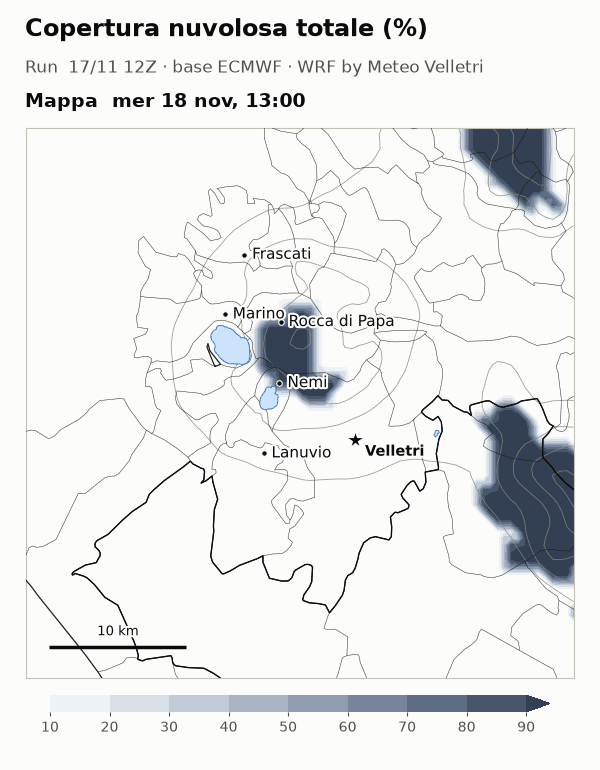 Copertura nuvolosa totale (%)
Run  17/11 12Z · base ECMWF · WRF by Meteo Velletri
Mappa  mer 18 nov, 13:00
Frascati
Marino
Rocca di Papa
Nemi
Velletri
Lanuvio
10 km
10 20 30 40 50 60 70 80 90